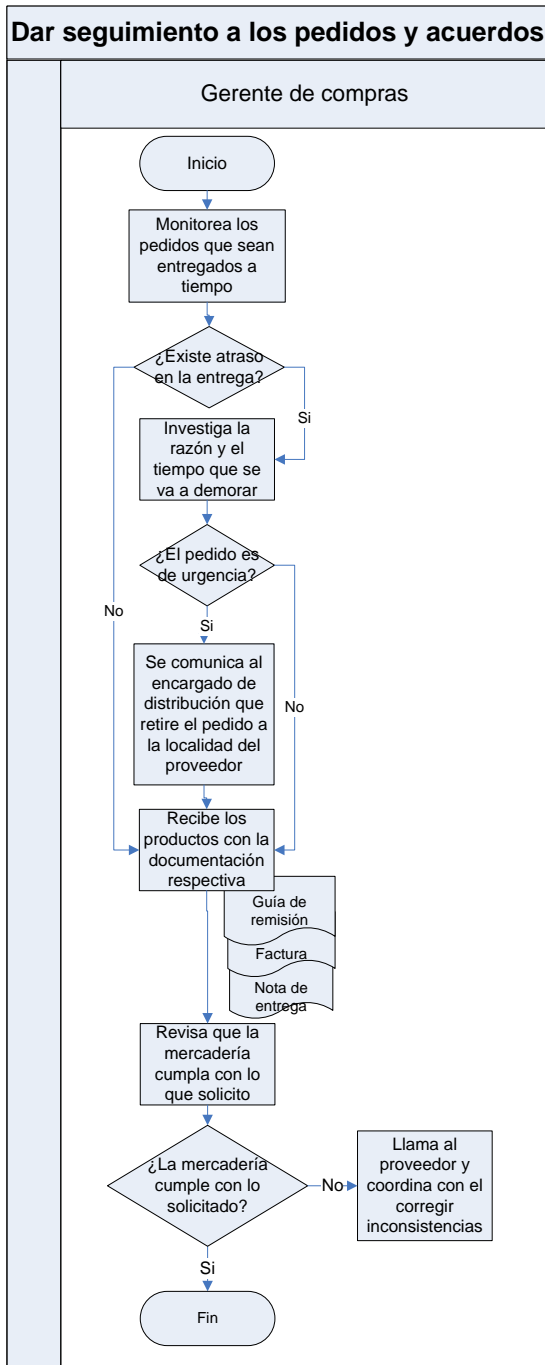 Dar seguimiento a los pedidos y acuerdos
Gerente de compras
Inicio
Monitorea los
pedidos que sean
entregados a
tiempo
¿Existe atraso
en la entrega?
Si
Investiga la
razón y el
tiempo que se
va a demorar
¿El pedido es
de urgencia?
No
Si
Se comunica al
encargado de
distribución que
retire el pedido a
la localidad del
proveedor
No
Recibe los
productos con la
documentación
respectiva
Guía de
remisión
Factura
Nota de
entrega
Revisa que la
mercadería
cumpla con lo
que solicito
¿La mercadería
cumple con lo
solicitado?
No
Llama al
proveedor y
coordina con el
corregir
inconsistencias
Si
Fin